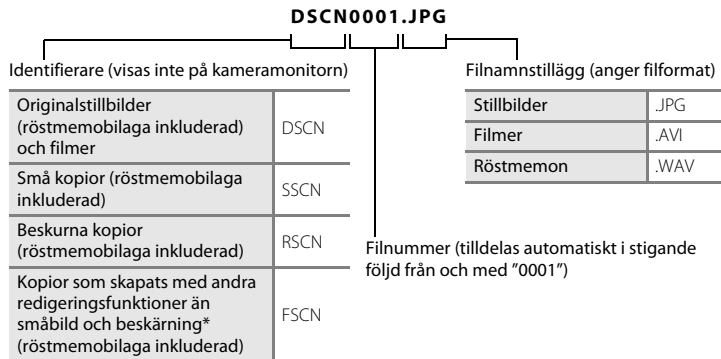 DSCN0001.JPG
Identifierare (visas inte på kameramonitorn)
Originalstillbilder
(röstmemobilaga inkluderad)
och filmer
DSCN
Små kopior (röstmemobilaga
inkluderad)
SSCN
Beskurna kopior
(röstmemobilaga inkluderad)
RSCN
Kopior som skapats med andra
redigeringsfunktioner än
småbild och beskärning*
(röstmemobilaga inkluderad)
FSCN
Filnummer (tilldelas automatiskt i stigande
följd från och med ”0001”)
Filnamnstillägg (anger filformat)
Stillbilder .JPG
Filmer .AVI
Röstmemon .WAV